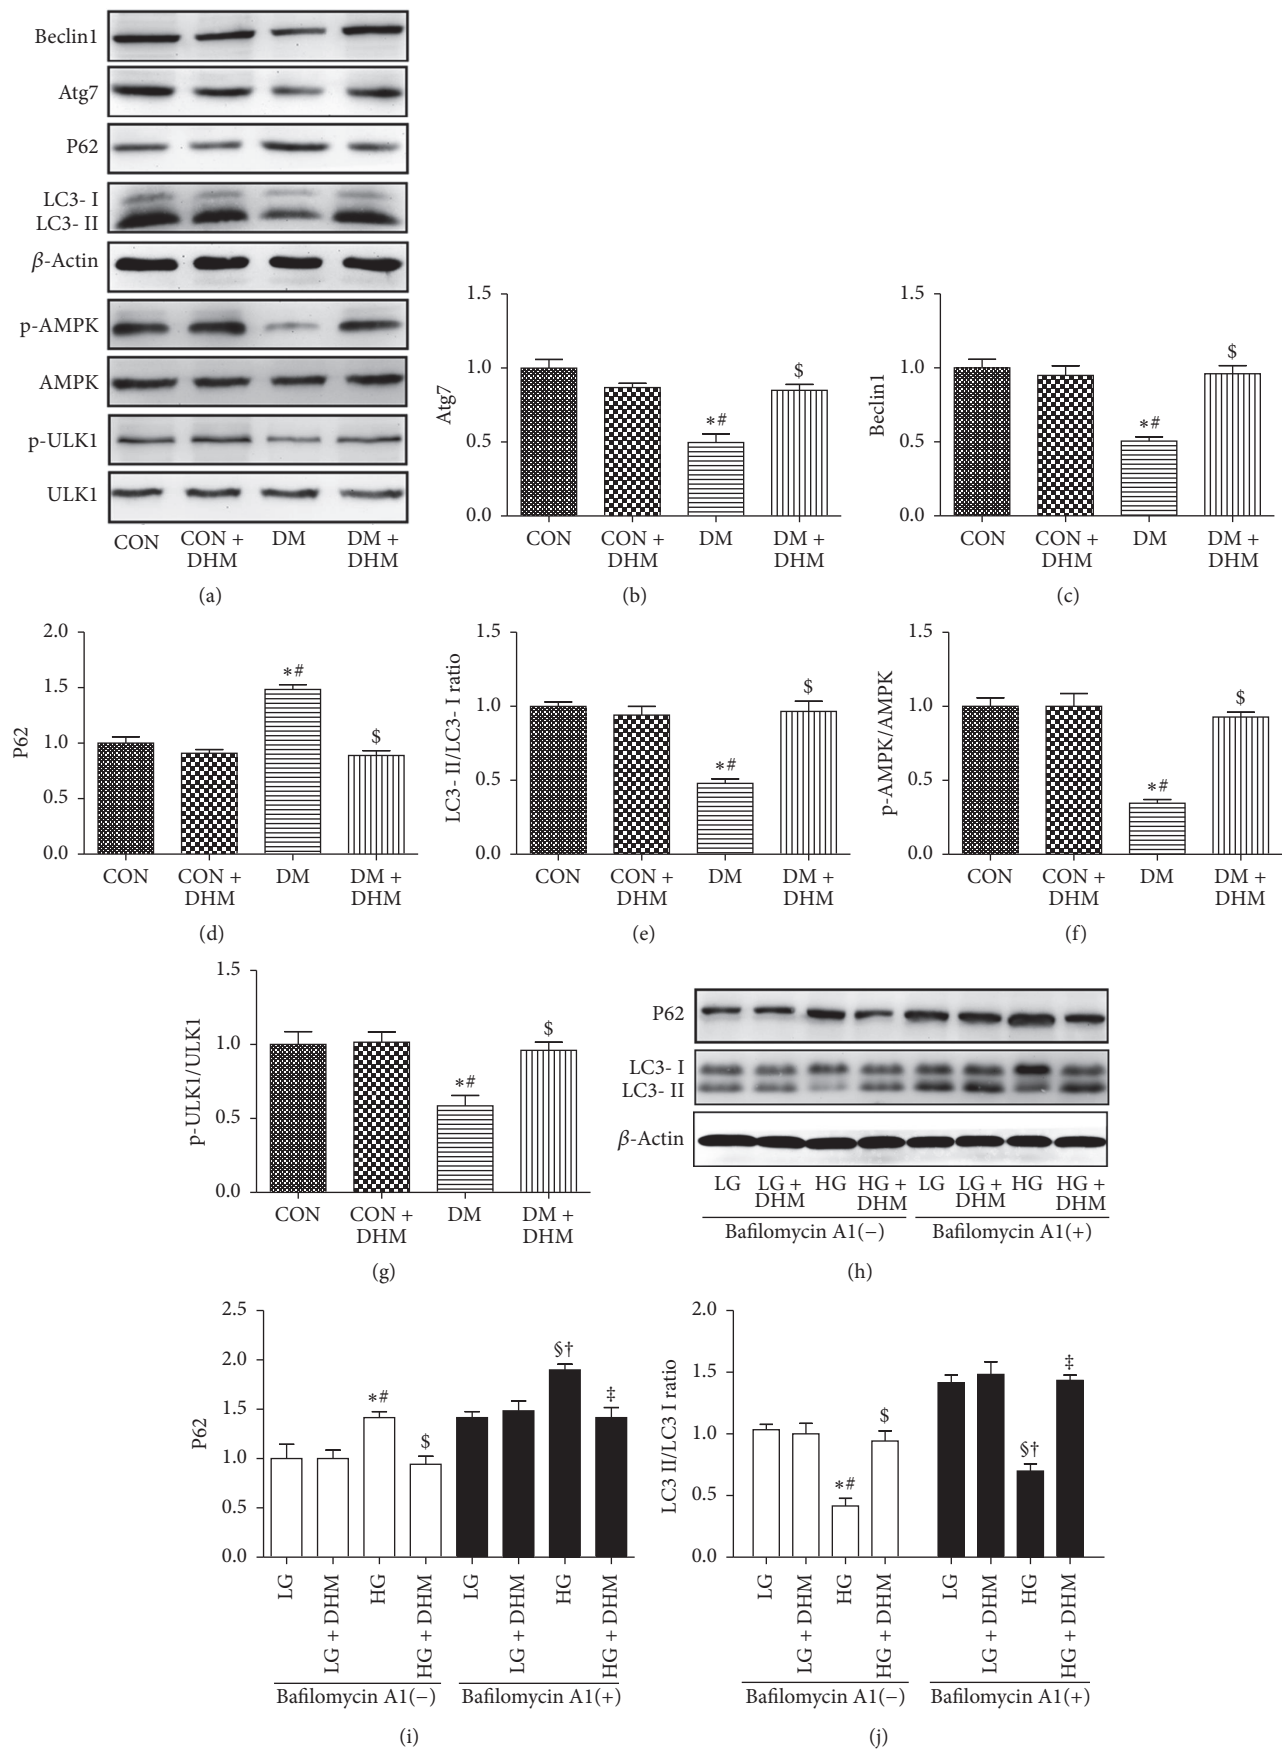 Beclin1
Atg7
P62
LC3- I
LC3- II
β-Actin
p-AMPK
AMPK
p-ULK1
ULK1
CON
CON +
DHM
DM
DM +
DHM
(a)
Atg7
1.5
1.0
0.5
0.0
*#
$
CON
CON +
DHM
DM
DM +
DHM
(b)
Beclin1
1.5
1.0
0.5
0.0
*#
$
CON
CON +
DHM
DM
DM +
DHM
(c)
P62
2.0
1.5
1.0
0.5
0.0
*#
$
CON
CON +
DHM
DM
DM +
DHM
(d)
LC3- II/LC3- I ratio
1.5
1.0
0.5
0.0
*#
$
CON
CON +
DHM
DM
DM +
DHM
(e)
p-AMPK/AMPK
1.5
1.0
0.5
0.0
*#
$
CON
CON +
DHM
DM
DM +
DHM
(f)
p-ULK1/ULK1
1.5
1.0
0.5
0.0
*#
$
CON
CON +
DHM
DM
DM +
DHM
(g)
P62
LC3- I
LC3- II
β-Actin
LG
LG +
DHM
HG
HG +
DHM
LG
LG +
DHM
HG
HG +
DHM
Bafilomycin A1(−)
Bafilomycin A1(+)
(h)
P62
2.5
2.0
1.5
1.0
0.5
0.0
*#
$
§†
‡
LG
LG + DHM
HG
HG + DHM
LG
LG + DHM
HG
HG + DHM
Bafilomycin A1(−)
Bafilomycin A1(+)
(i)
LC3 II/LC3 I ratio
2.0
1.5
1.0
0.5
0.0
*#
$
§†
‡
LG
LG + DHM
HG
HG + DHM
LG
LG + DHM
HG
HG + DHM
Bafilomycin A1(−)
Bafilomycin A1(+)
(j)